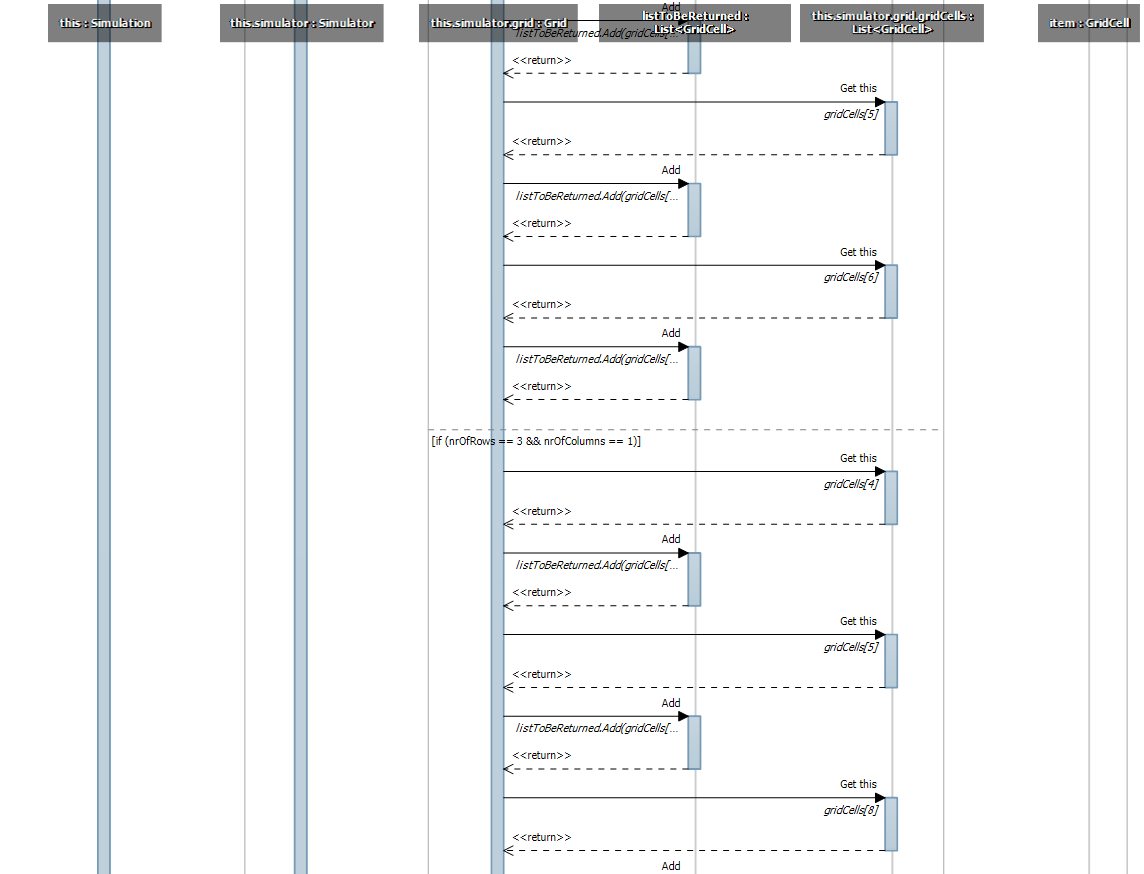 Add
this : Simulation
this.simulator : Simulator
this.simulator.grid : Grid
listToBeReturned :
List<GridCell>
this.simulator.grid.gridCells :
List<GridCell>
item : GridCell
listToBeReturned.Add(gridCells[...
<<return>>
Get this
gridCells[5]
<<return>>
Add
listToBeReturned.Add(gridCells[...
<<return>>
Get this
gridCells[6]
<<return>>
Add
listToBeReturned.Add(gridCells[...
<<return>>
[if (nrOfRows == 3 && nrOfColumns == 1)]
Get this
gridCells[4]
<<return>>
Add
listToBeReturned.Add(gridCells[...
<<return>>
Get this
gridCells[5]
<<return>>
Add
listToBeReturned.Add(gridCells[...
<<return>>
Get this
gridCells[8]
<<return>>
Add